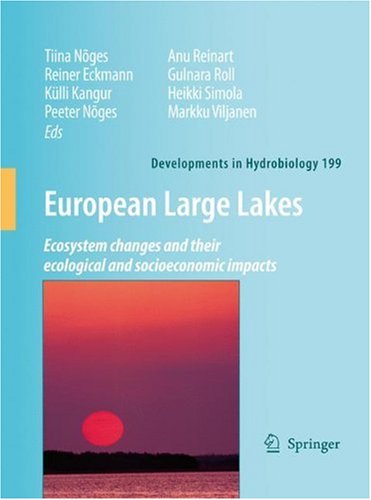 Tiina Nõges
Reiner Eckmann
Külli Kangur
Peeter Nõges
Eds
Anu Reinart
Gulnara Roll
Heikki Simola
Markku Viljanen
Developments in Hydrobiology 199
European Large Lakes
Ecosystem changes and their
ecological and socioeconomic impacts
Springer